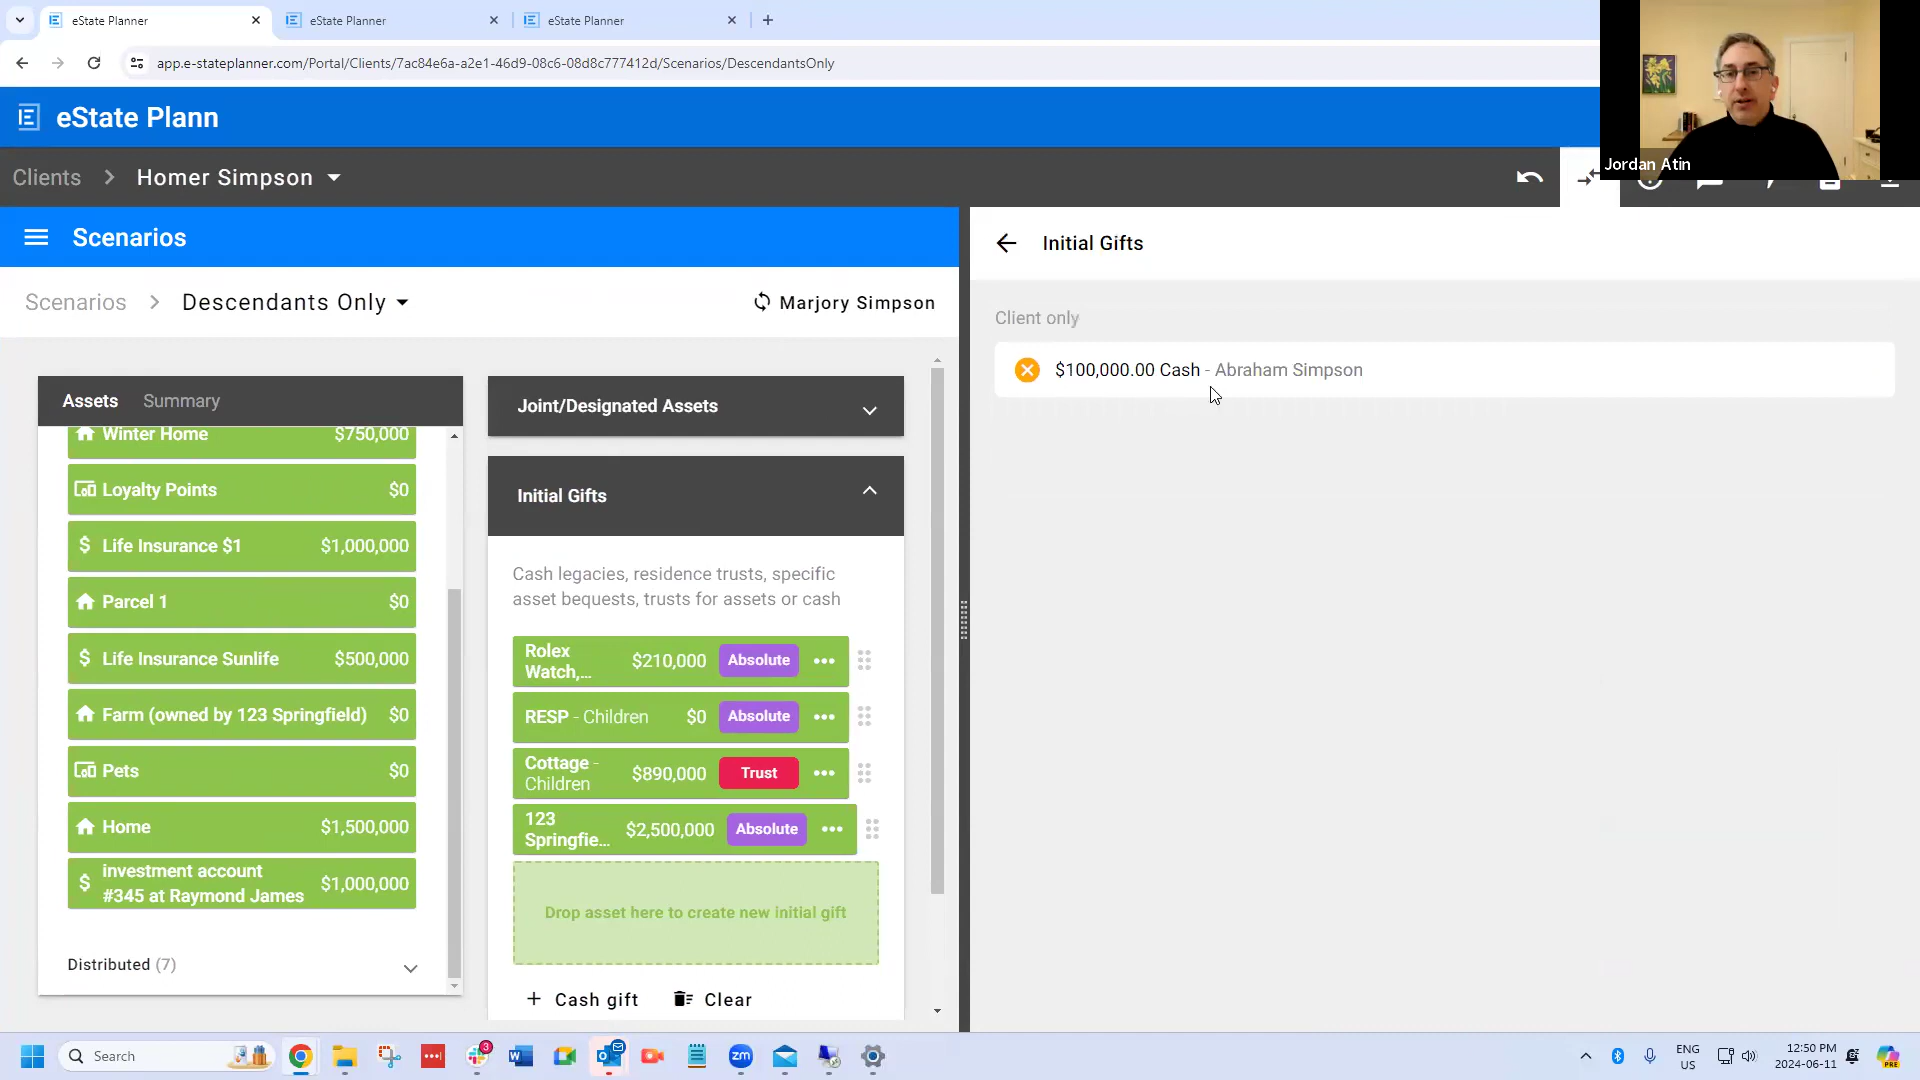 eState Planner
eState Planner
eState Planner
app.e-stateplanner.com/Portal/Clients/7ac84e6a-a2e1-46d9-08c6-08d8c777412d/Scenarios/DescendantsOnly
eState Plann
Jordan Atin
Clients > Homer Simpson
Scenarios
Scenarios > Descendants Only
Marjory Simpson
Assets Summary
Winter Home $750,000
Loyalty Points $0
$ Life Insurance $1 $1,000,000
Parcel 1 $0
$ Life Insurance Sunlife $500,000
Farm (owned by 123 Springfield) $0
Pets $0
Home $1,500,000
$ investment account
#345 at Raymond James $1,000,000
Distributed (7)
Joint/Designated Assets
Initial Gifts
Cash legacies, residence trusts, specific
asset bequests, trusts for assets or cash
Rolex
Watch,... $210,000 Absolute
RESP - Children $0 Absolute
Cottage -
Children $890,000 Trust
123
Springfie... $2,500,000 Absolute
Drop asset here to create new initial gift
+ Cash gift Clear
Initial Gifts
Client only
$100,000.00 Cash - Abraham Simpson
Search
3
W
zm
ENG
US
12:50 PM
2024-06-11
PRE